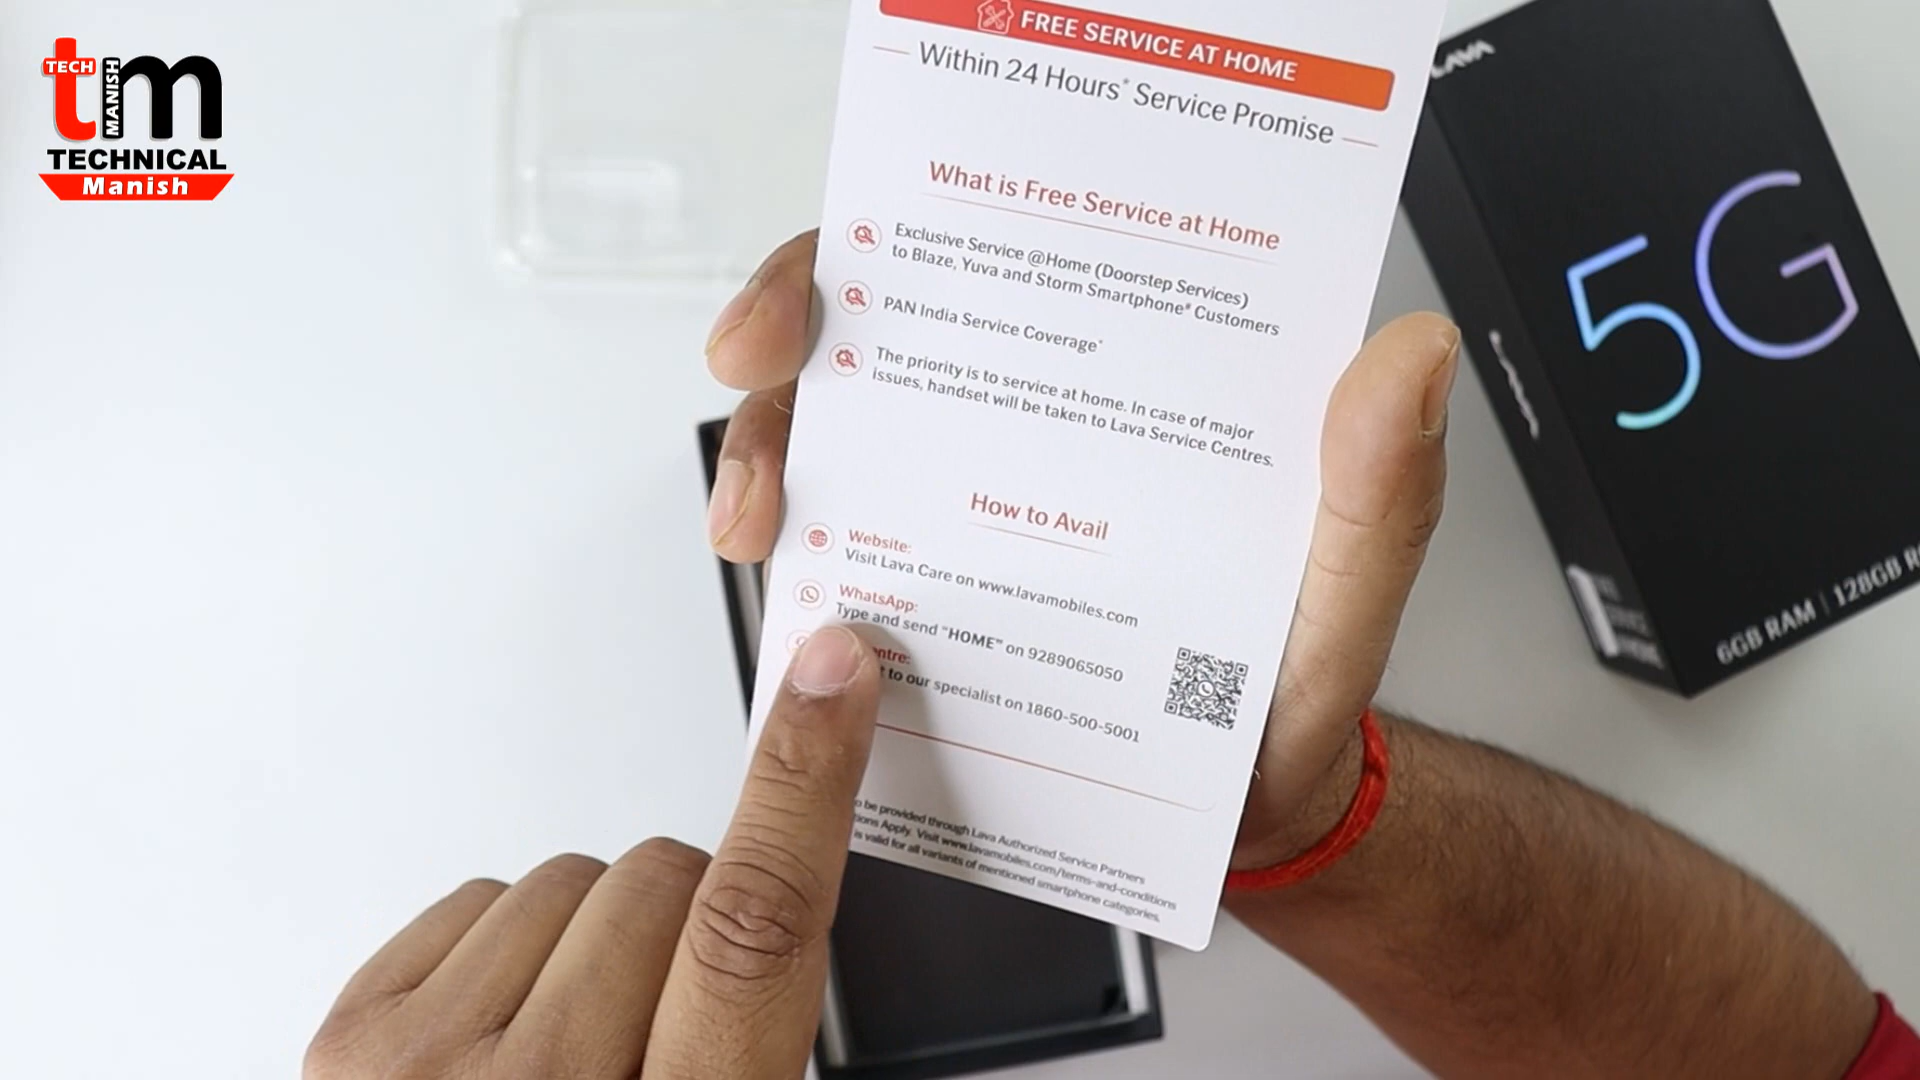 TECH
MANISH
tm
TECHNICAL
Manish
FREE SERVICE AT HOME
Within 24 Hours* Service Promise
What is Free Service at Home
Exclusive Service @Home (Doorstep Services)
to Blaze, Yuva and Storm Smartphone# Customers
PAN India Service Coverage*
The priority is to service at home. In case of major
issues, handset will be taken to Lava Service Centres.
How to Avail
Website:
Visit Lava Care on www.lavamobiles.com
WhatsApp:
Type and send "HOME" on 9289065050
entre:
to our specialist on 1860-500-5001
be provided through Lava Authorized Service Partners
Apply. Visit www.lavamobiles.com/terms-and-conditions
is valid for all variants of mentioned smartphone categories.
LAVA
5G
6GB RAM | 128GB